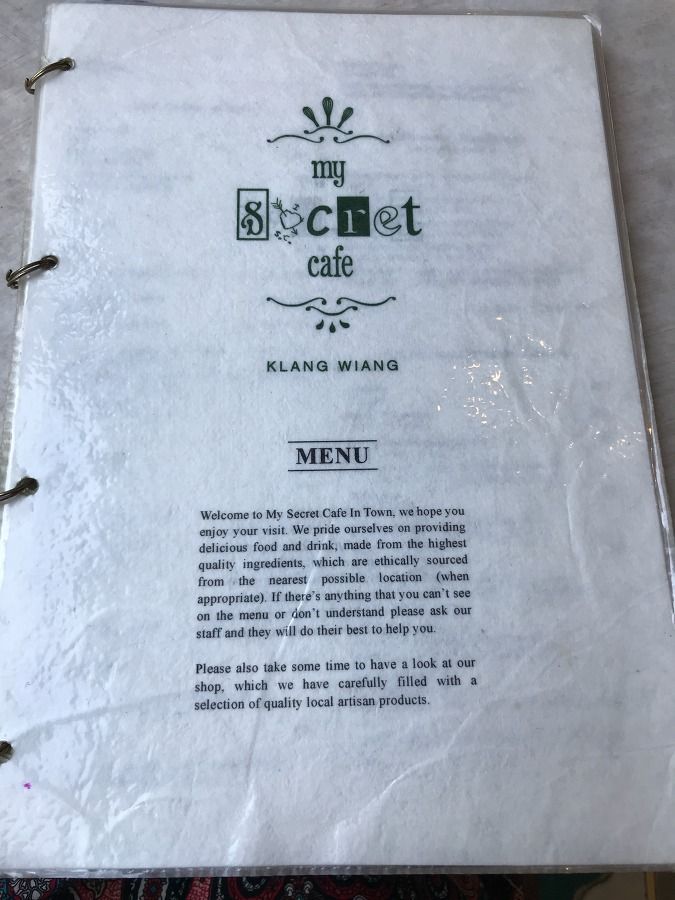 my
secret
cafe
KLANG WIANG
MENU
Welcome to My Secret Cafe In Town, we hope you
enjoy your visit. We pride ourselves on providing
delicious food and drink, made from the highest
quality ingredients, which are ethically sourced
from the nearest possible location (when
appropriate). If there's anything that you can't see
on the menu or don't understand please ask our
staff and they will do their best to help you.
Please also take some time to have a look at our
shop, which we have carefully filled with a
selection of quality local artisan products.